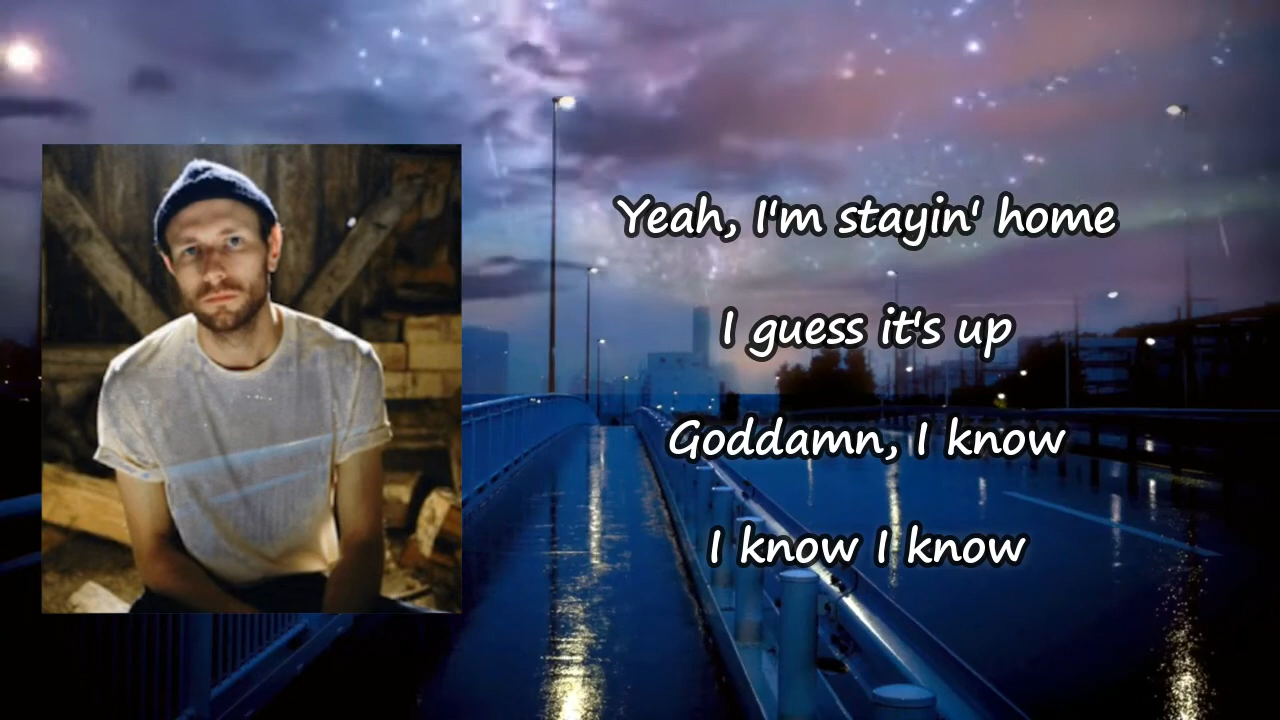 Yeah, I'm stayin' home
I guess it's up
Goddamn, I know
I know I know